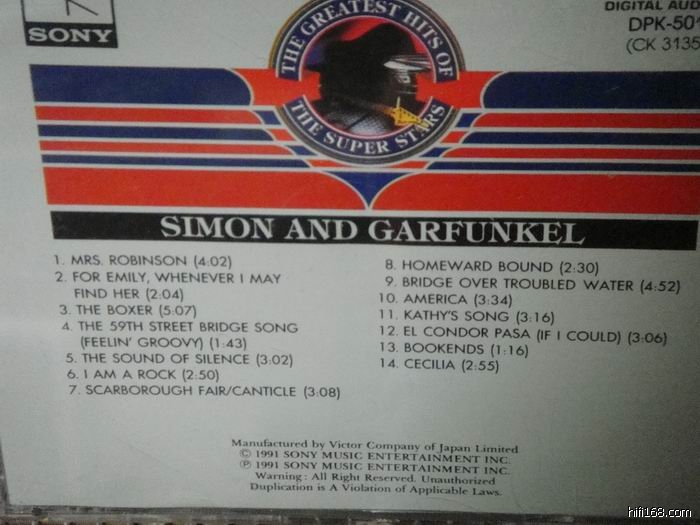 7
SONY
THE GREATEST HITS OF
THE SUPER STARS
DIGITAL
DPK-50
(CK 3135
SIMON AND GARFUNKEL
1. MRS. ROBINSON (4:02)
2. FOR EMILY, WHENEVER I MAY
FIND HER (2:04)
3. THE BOXER (5:07)
4. THE 59TH STREET BRIDGE SONG
(FEELIN' GROOVY) (1:43)
5. THE SOUND OF SILENCE (3:02)
6. I AM A ROCK (2:50)
7. SCARBOROUGH FAIR/CANTICLE (3:08)
8. HOMEWARD BOUND (2:30)
9. BRIDGE OVER TROUBLED WATER (4:52)
10. AMERICA (3:34)
11. KATHY'S SONG (3:16)
12. EL CONDOR PASA (IF I COULD) (3:06)
13. BOOKENDS (1:16)
14. CECILIA (2:55)
Manufactured by Victor Company of Japan Limited
© 1991 SONY MUSIC ENTERTAINMENT INC.
℗ 1991 SONY MUSIC ENTERTAINMENT INC.
Warning : All Right Reserved. Unauthorized
Duplication is A Violation of Applicable Laws.
hifi168.com